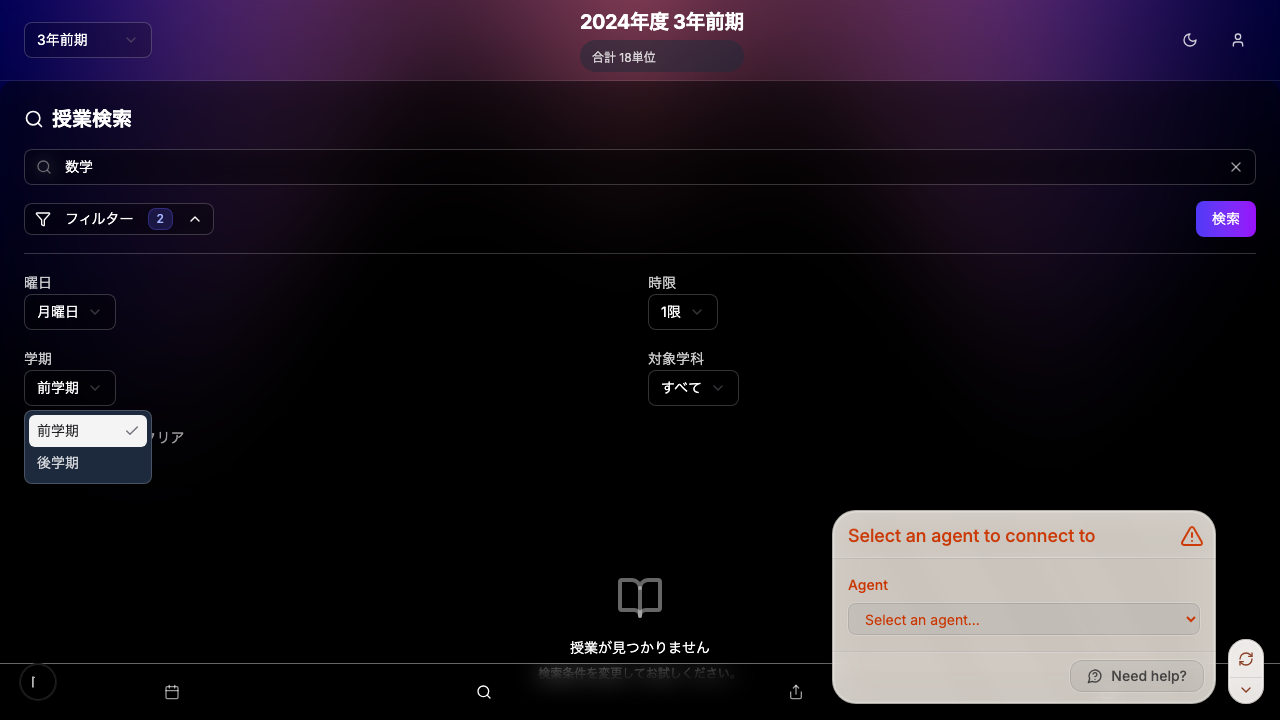 3年前期
2024年度 3年前期
合計 18単位
授業検索
数学
フィルター 2
検索
曜日
時限
月曜日
1限
学期
対象学科
前学期
すべて
前学期
リア
後学期
Select an agent to connect to
Agent
Select an agent...
授業が見つかりません
検索条件を変更してお試しください。
Need help?